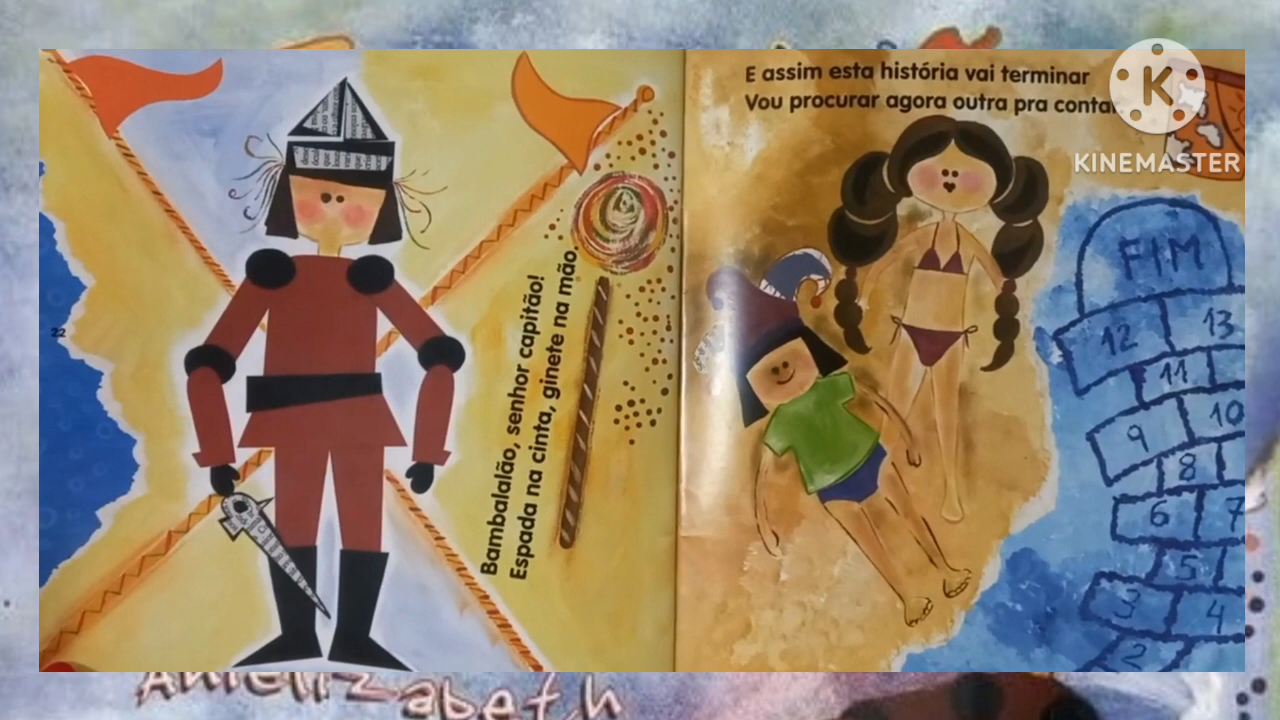 22
Bambalalão, senhor capitão!
Espada na cinta, ginete na mão.
E assim esta história vai terminar
Vou procurar agora outra pra contar.
K
KINEMASTER
FIM
12 13
11
9 10
8
6 7
5
3 4
2